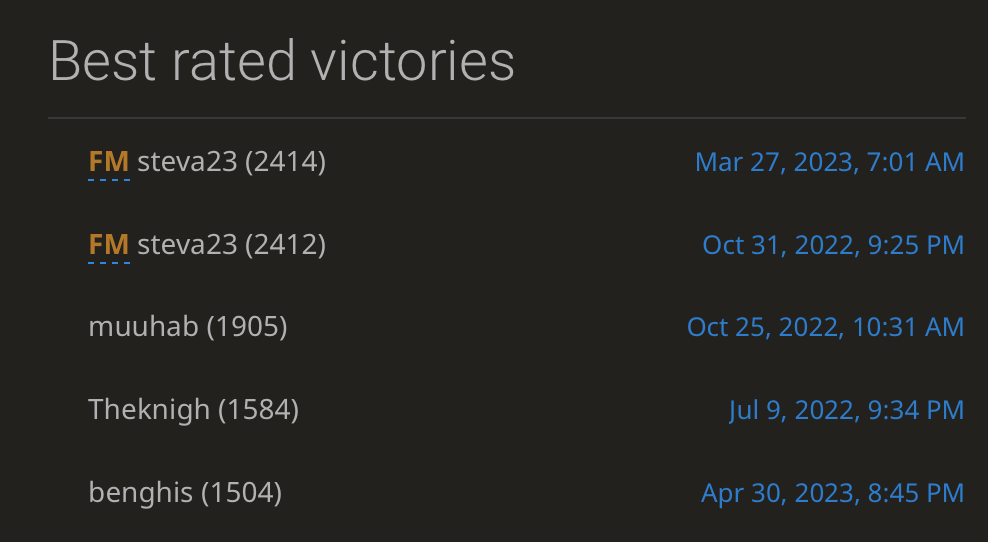 Best rated victories
FM steva23 (2414) Mar 27, 2023, 7:01 AM
FM steva23 (2412) Oct 31, 2022, 9:25 PM
muuhab (1905) Oct 25, 2022, 10:31 AM
Theknigh (1584) Jul 9, 2022, 9:34 PM
benghis (1504) Apr 30, 2023, 8:45 PM